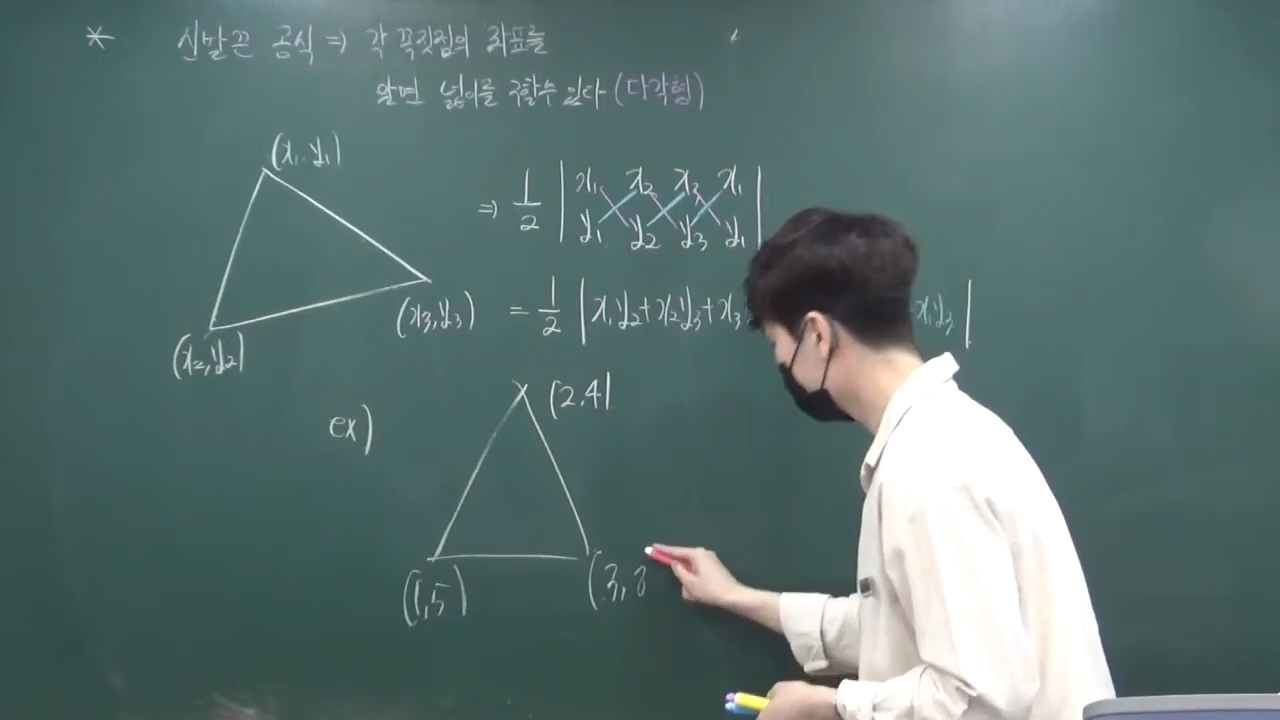 * 신발끈 공식 ⇒ 각 꼭짓점의 좌표를
알면 넓이를 구할수 있다 (다각형)
(x₁, y₁)
(x₂, y₂)
(x₃, y₃)
⇒ 1/2 | x₁ x₂ x₃ x₁
y₁ y₂ y₃ y₁ |
= 1/2 | x₁y₂ + x₂y₃ + x₃ x₁y₃ |
ex)
(2,4)
(1,5)
(3,